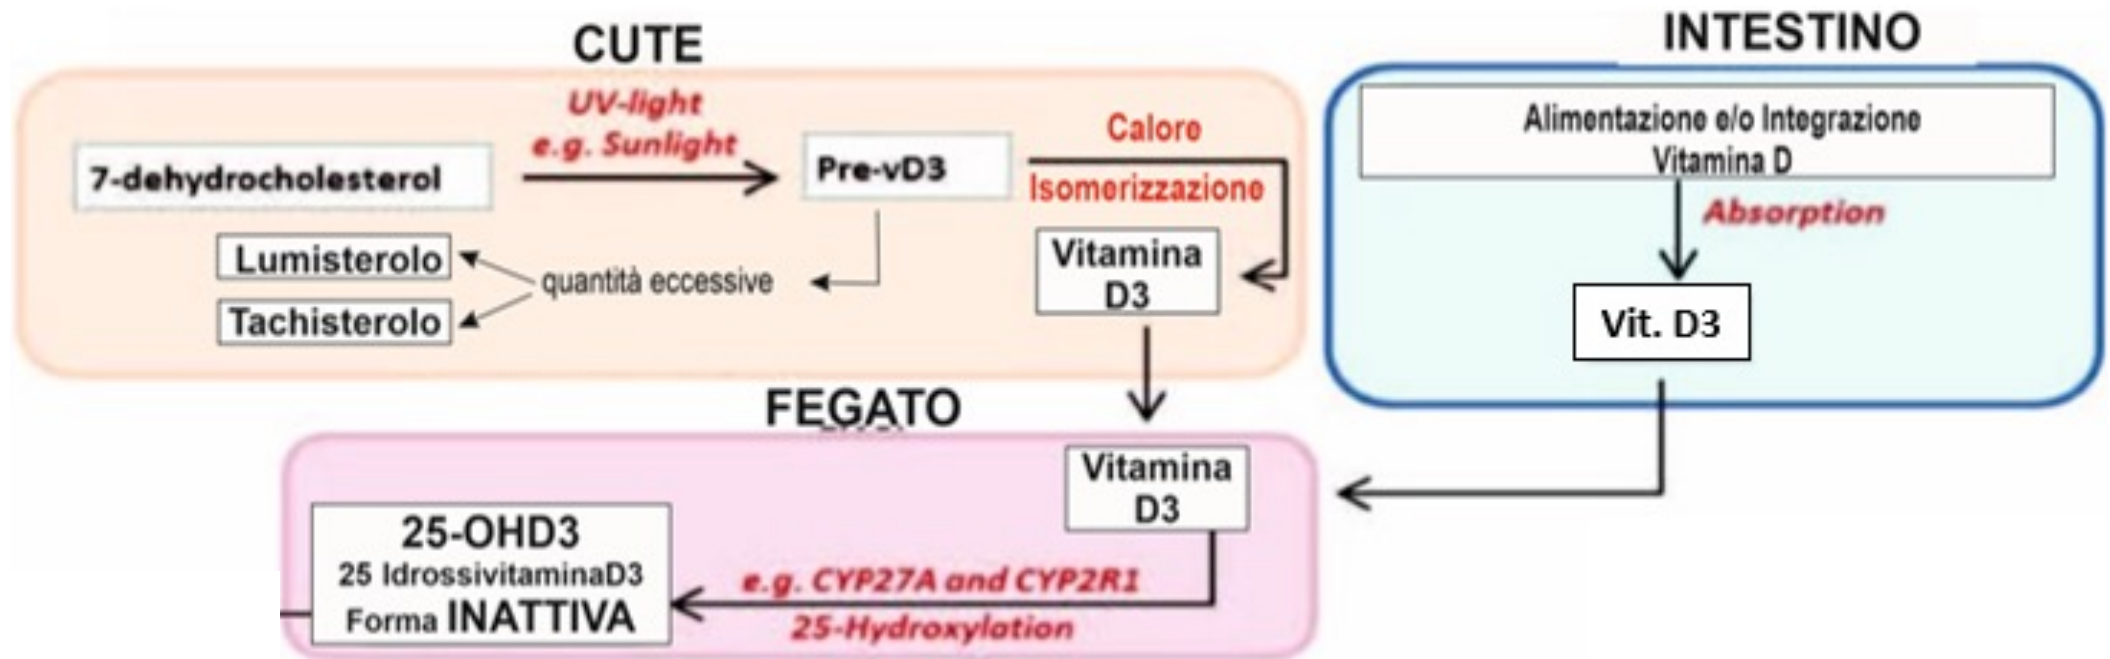 CUTE
UV-light
e.g. Sunlight
7-dehydrocholesterol
Pre-vD3
Calore
Isomerizzazione
Lumisterolo
Tachisterolo
quantità eccessive
Vitamina
D3
INTESTINO
Alimentazione e/o Integrazione
Vitamina D
Absorption
Vit. D3
FEGATO
Vitamina
D3
e.g. CYP27A and CYP2R1
25-Hydroxylation
25-OHD3
25 IdrossivitaminaD3
Forma INATTIVA